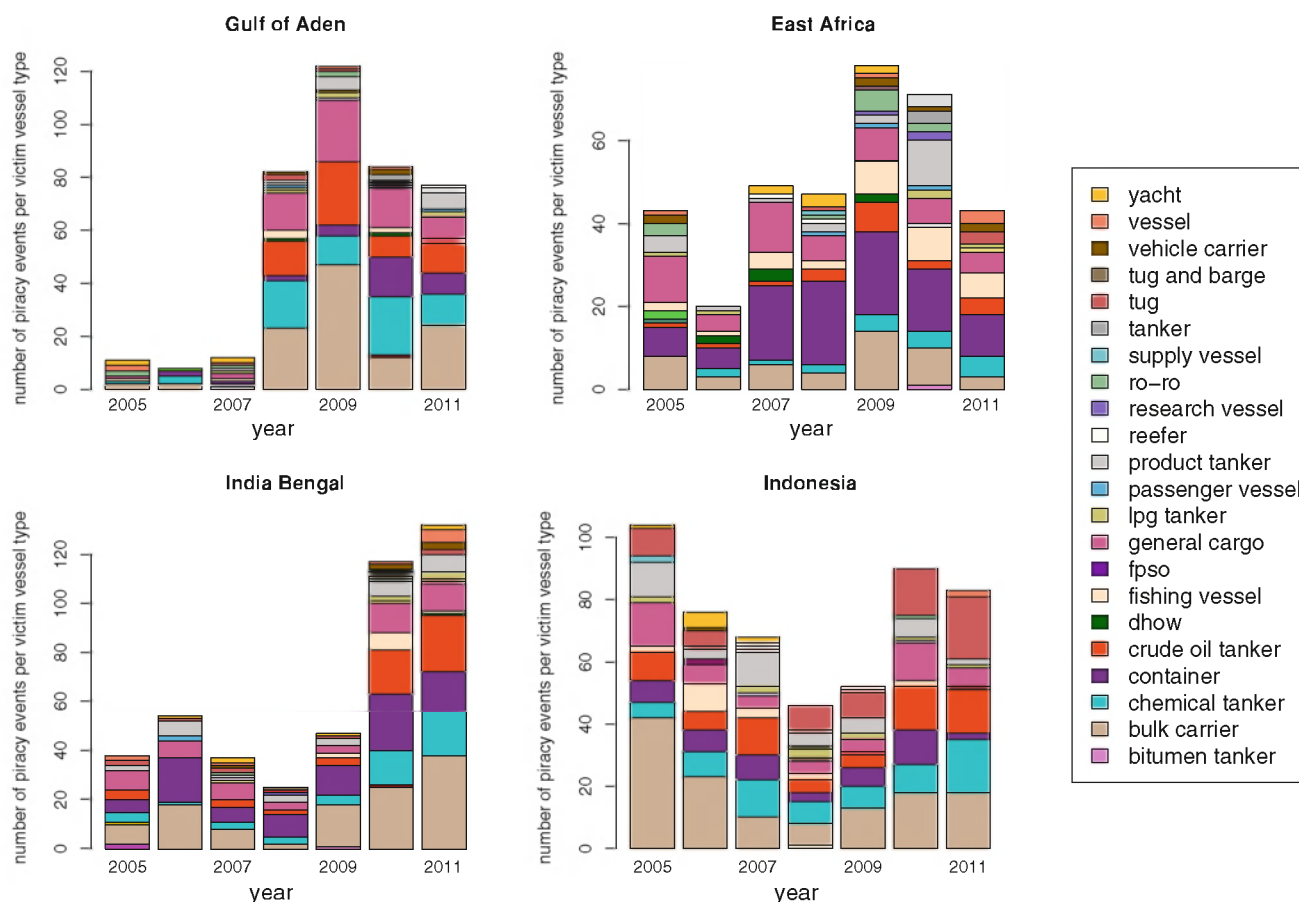 Gulf of Aden
number of piracy events per victim vessel type
0 20 40 60 80 100 120
2005 2007 2009 2011
year
East Africa
number of piracy events per victim vessel type
0 20 40 60
2005 2007 2009 2011
year
India Bengal
number of piracy events per victim vessel type
0 20 40 60 80 100 120
2005 2007 2009 2011
year
Indonesia
number of piracy events per victim vessel type
0 20 40 60 80 100
2005 2007 2009 2011
year
yacht
vessel
vehicle carrier
tug and barge
tug
tanker
supply vessel
ro−ro
research vessel
reefer
product tanker
passenger vessel
lpg tanker
general cargo
fpso
fishing vessel
dhow
crude oil tanker
container
chemical tanker
bulk carrier
bitumen tanker